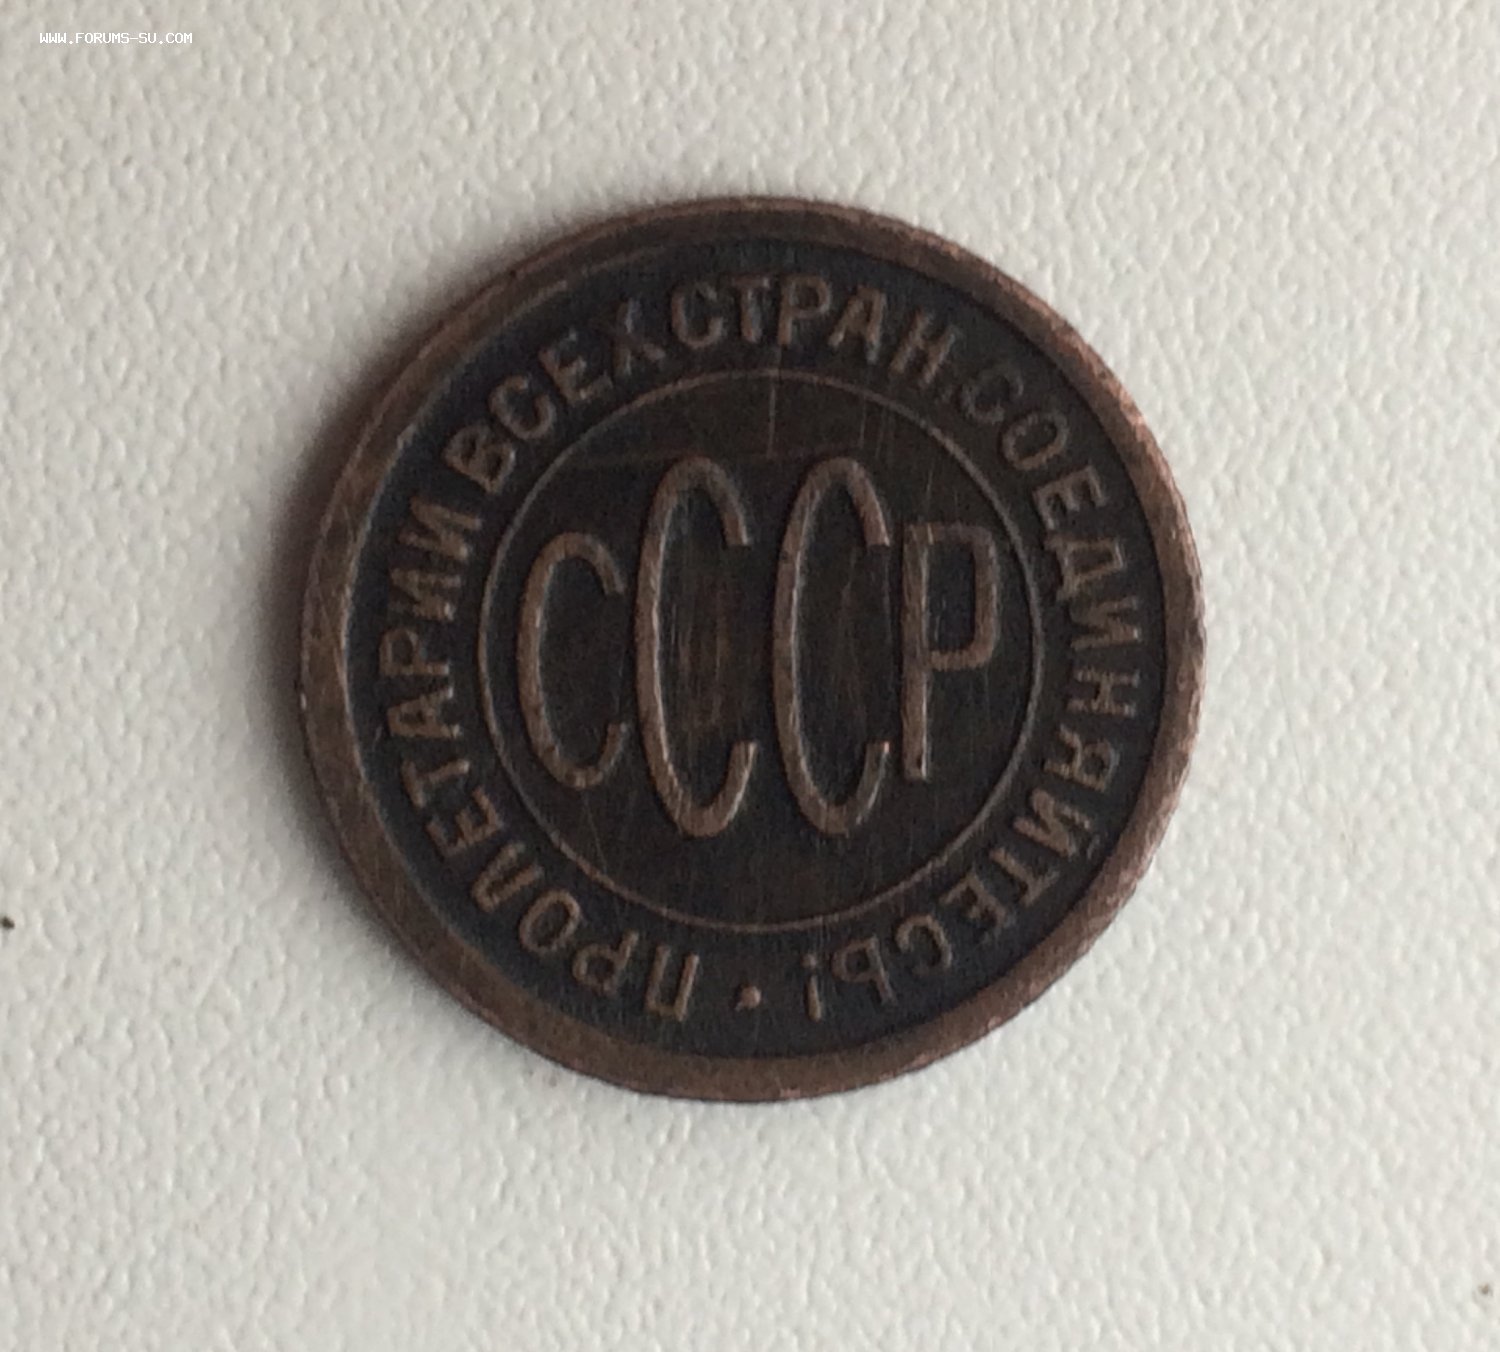 WWW.FORUMS-SU.COM
ПРОЛЕТАРИИ ВСЕХ СТРАН, СОЕДИНЯЙТЕСЬ! •
СССР